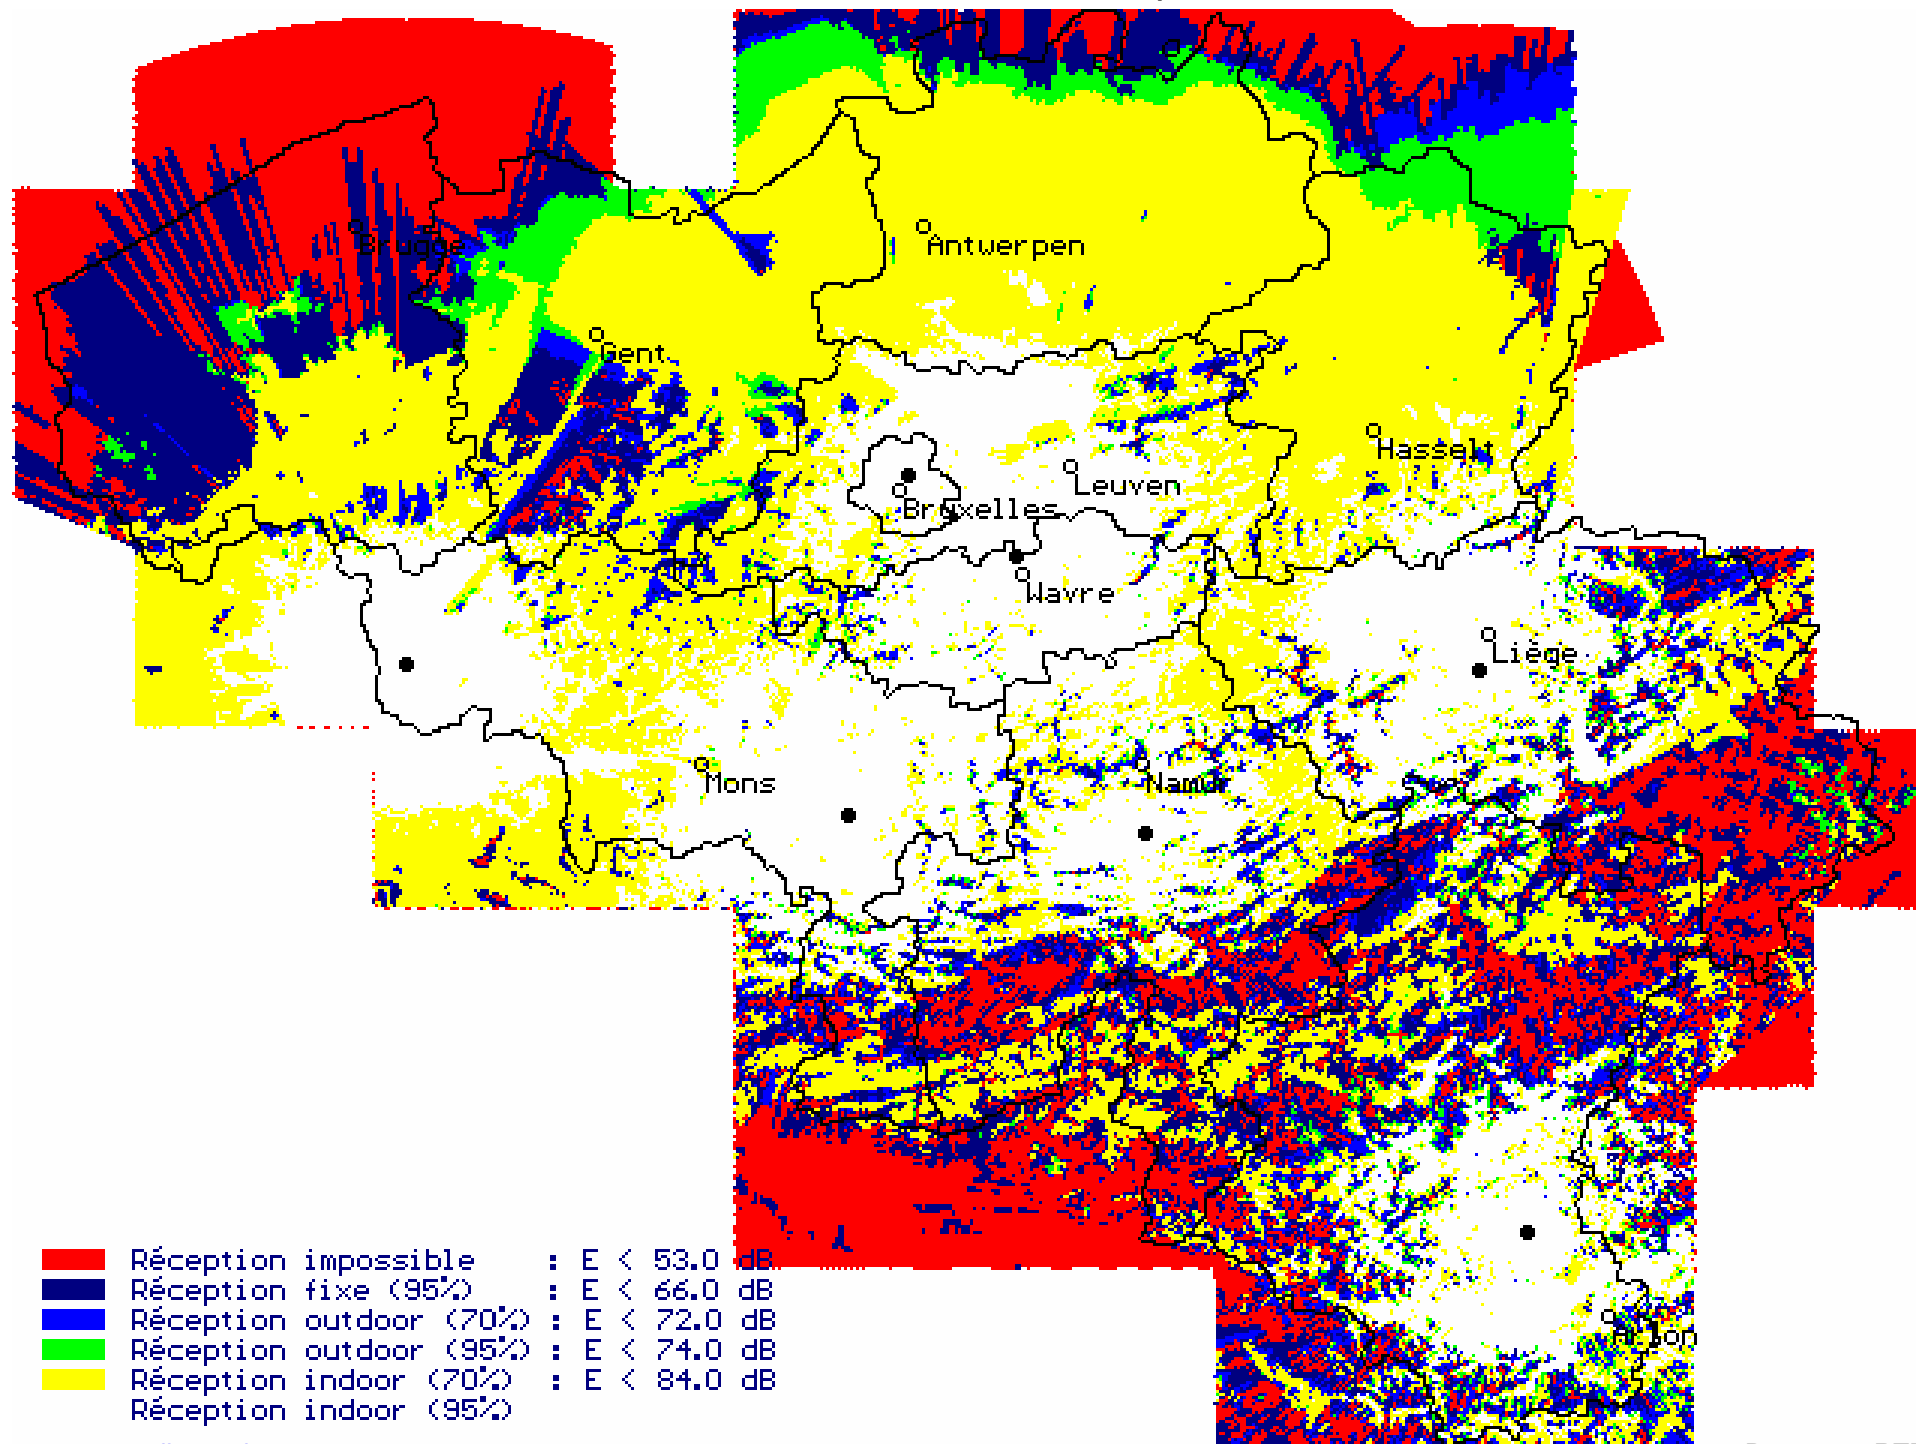 Brugge
Antwerpen
Gent
Hasselt
Leuven
Bruxelles
Wavre
Liége
Mons
Namur
Arlon
Réception impossible : E < 53.0 dB
Réception fixe (95%) : E < 66.0 dB
Réception outdoor (70%) : E < 72.0 dB
Réception outdoor (95%) : E < 74.0 dB
Réception indoor (70%) : E < 84.0 dB
Réception indoor (95%)